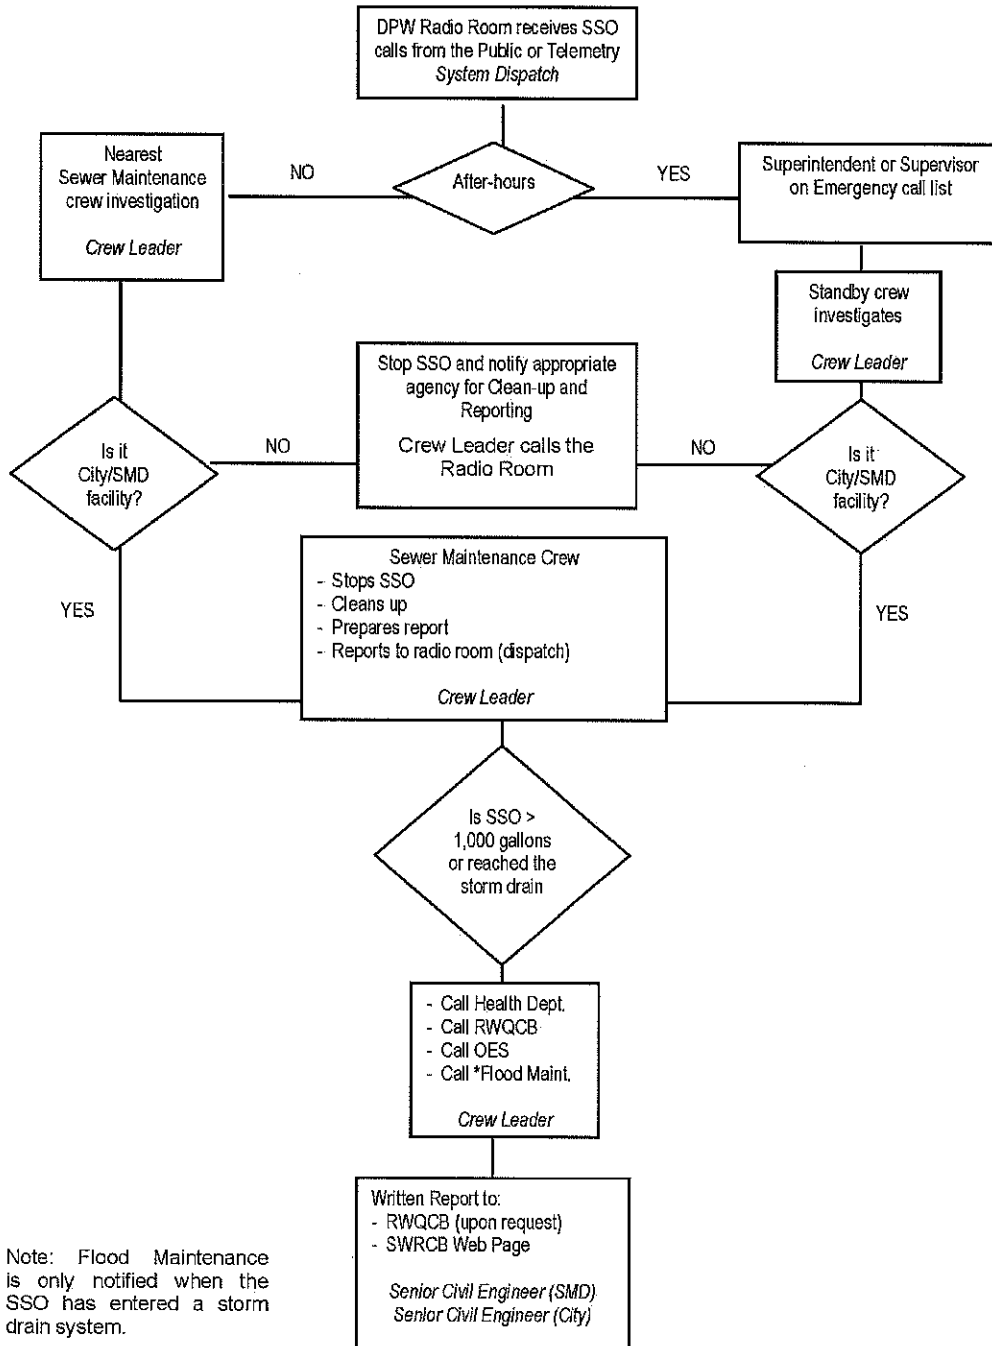 DPW Radio Room receives SSO
calls from the Public or Telemetry
System Dispatch
After-hours
NO
YES
Nearest
Sewer Maintenance
crew investigation
Crew Leader
Superintendent or Supervisor
on Emergency call list
Standby crew
investigates
Crew Leader
Stop SSO and notify appropriate
agency for Clean-up and
Reporting
Crew Leader calls the
Radio Room
Is it
City/SMD
facility?
NO
NO
Is it
City/SMD
facility?
YES
YES
Sewer Maintenance Crew
- Stops SSO
- Cleans up
- Prepares report
- Reports to radio room (dispatch)
Crew Leader
Is SSO >
1,000 gallons
or reached the
storm drain
- Call Health Dept.
- Call RWQCB
- Call OES
- Call *Flood Maint.
Crew Leader
Written Report to:
- RWQCB (upon request)
- SWRCB Web Page
Senior Civil Engineer (SMD)
Senior Civil Engineer (City)
Note: Flood Maintenance
is only notified when the
SSO has entered a storm
drain system.